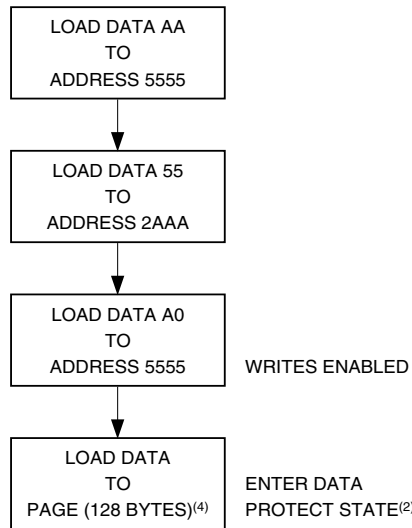 LOAD DATA AA
TO
ADDRESS 5555
LOAD DATA 55
TO
ADDRESS 2AAA
LOAD DATA A0
TO
ADDRESS 5555 WRITES ENABLED
LOAD DATA
TO ENTER DATA
PAGE (128 BYTES)(4) PROTECT STATE(2)